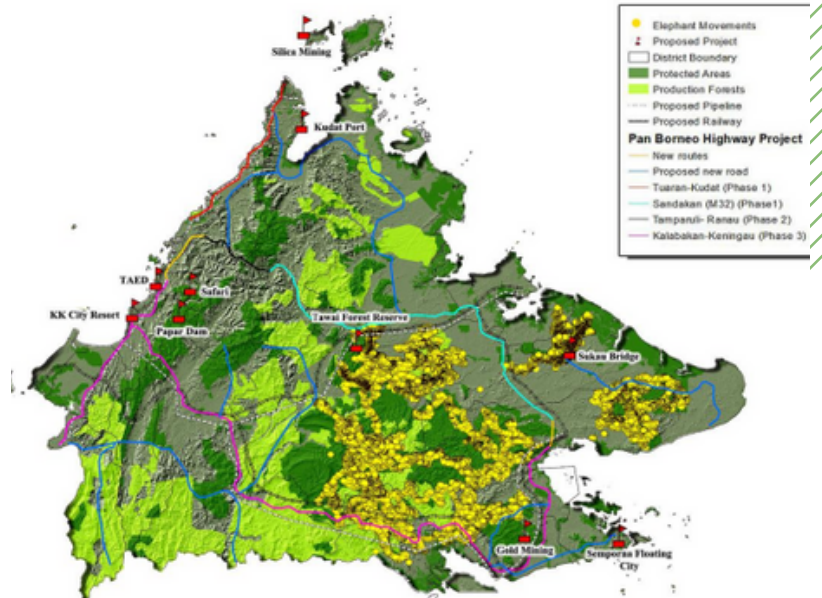 Silica Mining
Kudat Port
TAED
Safari
KK City Resort
Papar Dam
Tawai Forest Reserve
Sukau Bridge
Gold Mining
Semporna Floating
City
Elephant Movements
Proposed Project
District Boundary
Protected Areas
Production Forests
Proposed Pipeline
Proposed Railway
Pan Borneo Highway Project
New routes
Proposed new road
Tuaran-Kudat (Phase 1)
Sandakan (M32) (Phase1)
Tamparuli- Ranau (Phase 2)
Kalabakan-Keningau (Phase 3)